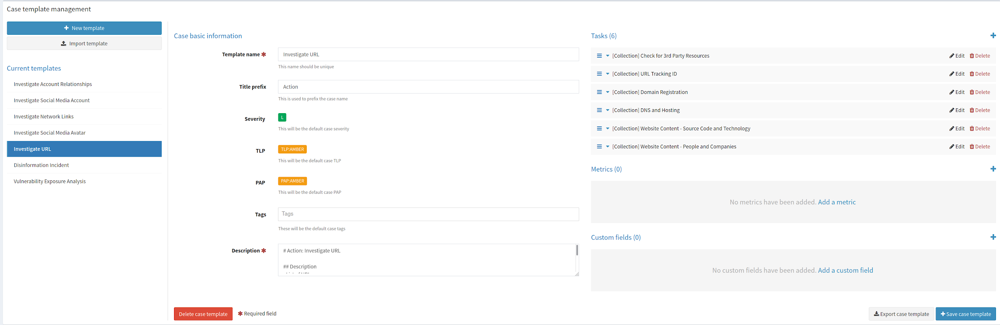 Case template management
New template
Import template
Current templates
Investigate Account Relationships
Investigate Social Media Account
Investigate Network Links
Investigate Social Media Avatar
Investigate URL
Disinformation Incident
Vulnerability Exposure Analysis
Case basic information
Template name *
Investigate URL
This name should be unique
Title prefix
Action
This is used to prefix the case name
Severity
L
This will be the default case severity
TLP
TLP:AMBER
This will be the default case TLP
PAP
PAP:AMBER
This will be the default case PAP
Tags
Tags
These will be the default case tags
Description *
# Action: Investigate URL
## Description
Delete case template
* Required field
Tasks (6)
[Collection] Check for 3rd Party Resources Edit Delete
[Collection] URL Tracking ID Edit Delete
[Collection] Domain Registration Edit Delete
[Collection] DNS and Hosting Edit Delete
[Collection] Website Content - Source Code and Technology Edit Delete
[Collection] Website Content - People and Companies Edit Delete
Metrics (0)
No metrics have been added. Add a metric
Custom fields (0)
No custom fields have been added. Add a custom field
Export case template
Save case template